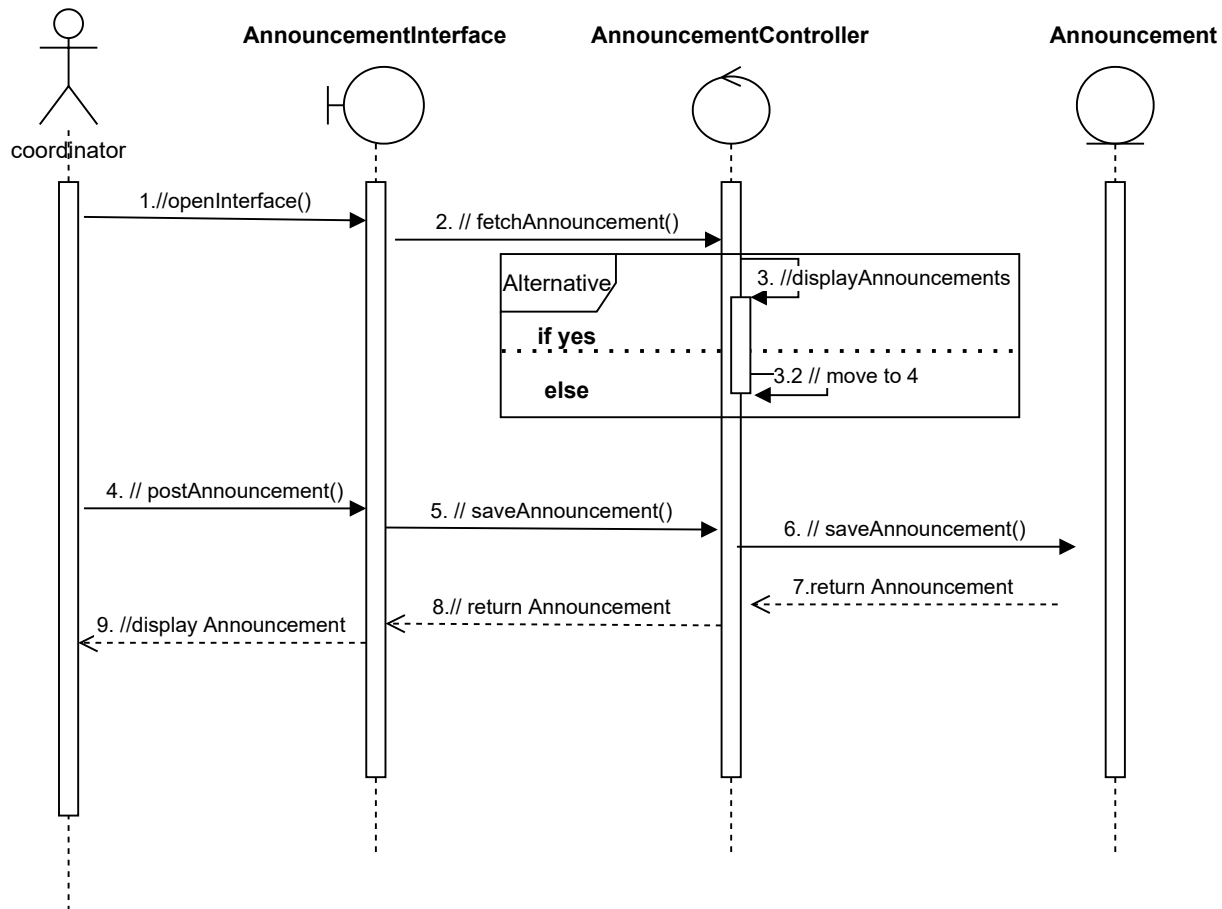 AnnouncementInterface
AnnouncementController
Announcement
coordinator
1.//openInterface()
2. // fetchAnnouncement()
Alternative
3. //displayAnnouncements
if yes
3.2 // move to 4
else
4. // postAnnouncement()
5. // saveAnnouncement()
6. // saveAnnouncement()
7.return Announcement
8.// return Announcement
9. //display Announcement